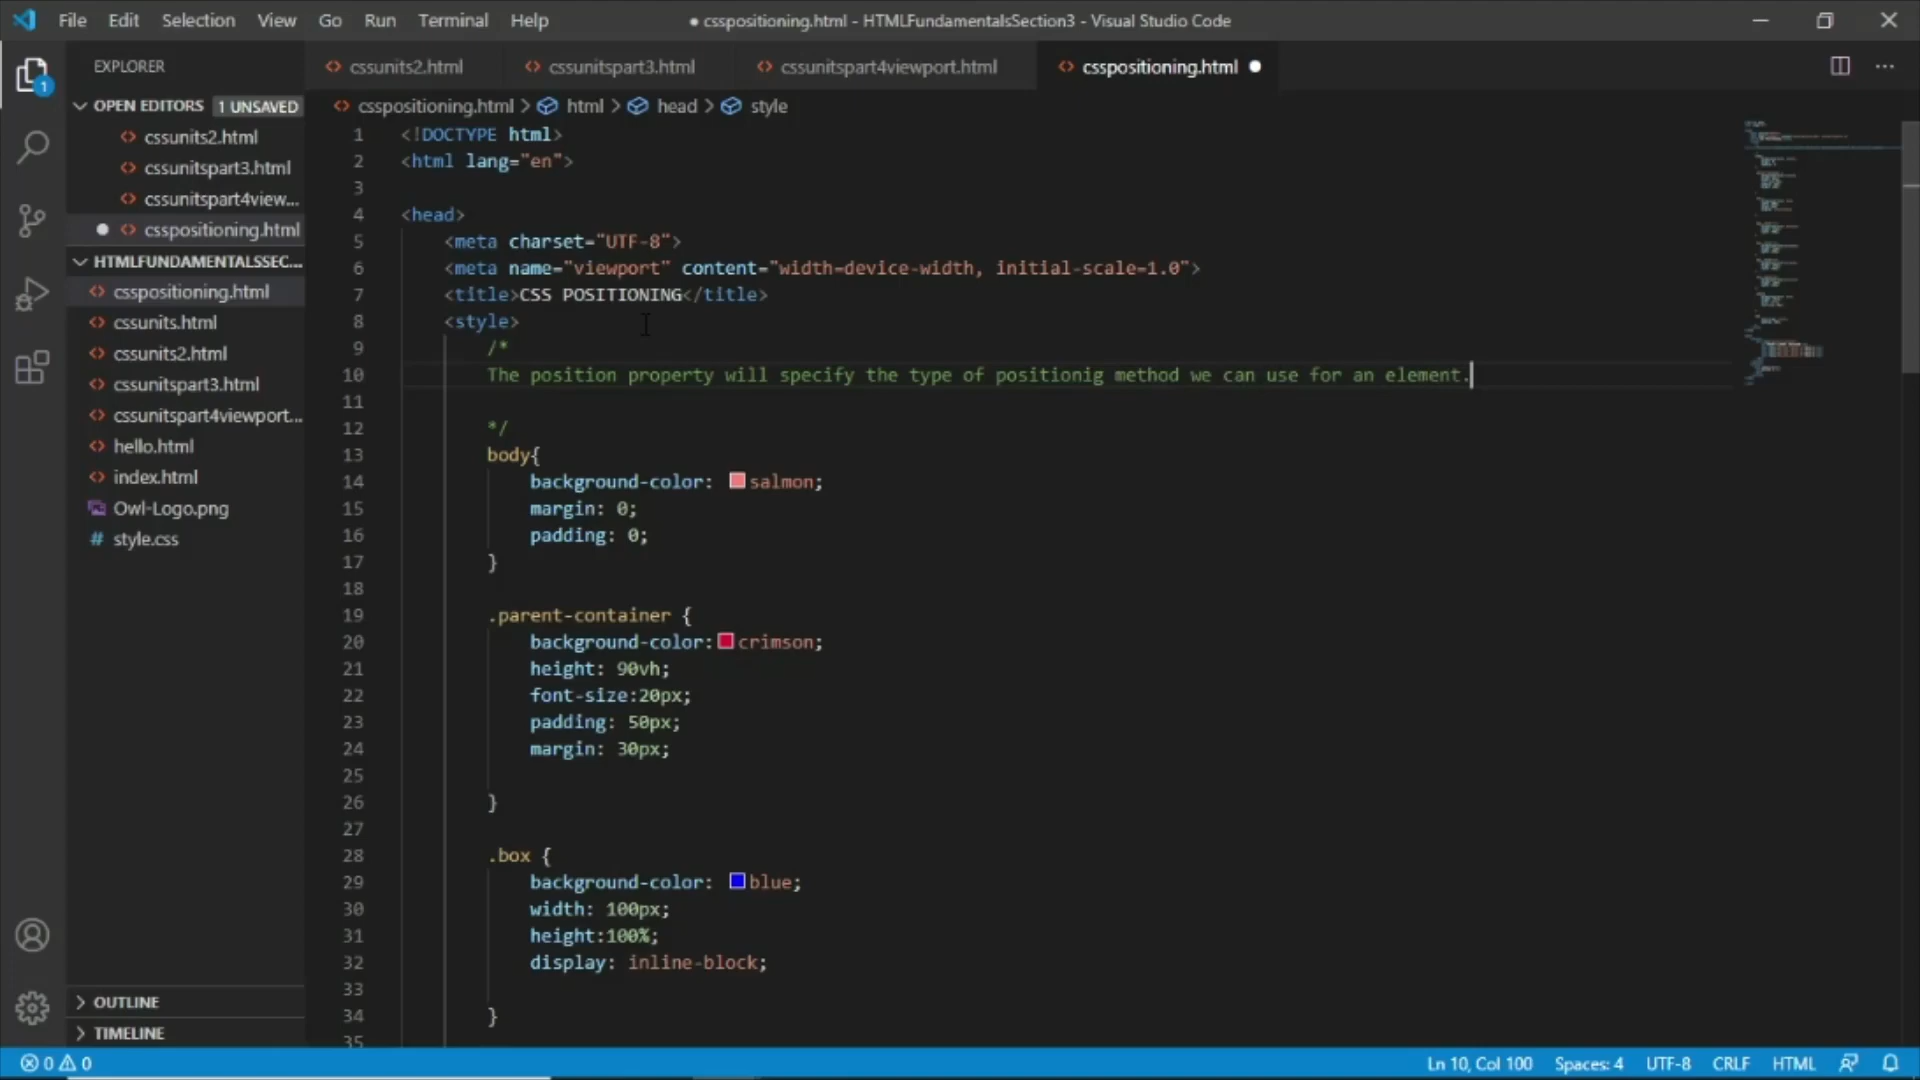 File Edit Selection View Go Run Terminal Help
● csspositioning.html - HTMLFundamentalsSection3 - Visual Studio Code
EXPLORER
cssunits2.html
cssunitspart3.html
cssunitspart4viewport.html
csspositioning.html
1
OPEN EDITORS 1 UNSAVED
cssunits2.html
cssunitspart3.html
cssunitspart4view...
csspositioning.html
HTMLFUNDAMENTALSSEC...
csspositioning.html
cssunits.html
cssunits2.html
cssunitspart3.html
cssunitspart4viewport...
hello.html
index.html
Owl-Logo.png
style.css
OUTLINE
TIMELINE
csspositioning.html > html > head > style
1 <!DOCTYPE html>
2 <html lang="en">
3
4 <head>
5 <meta charset="UTF-8">
6 <meta name="viewport" content="width=device-width, initial-scale=1.0">
7 <title>CSS POSITIONING</title>
8 <style>
9 /*
10 The position property will specify the type of positionig method we can use for an element.
11
12 */
13 body{
14 background-color: salmon;
15 margin: 0;
16 padding: 0;
17 }
18
19 .parent-container {
20 background-color: crimson;
21 height: 90vh;
22 font-size:20px;
23 padding: 50px;
24 margin: 30px;
25
26 }
27
28 .box {
29 background-color: blue;
30 width: 100px;
31 height:100%;
32 display: inline-block;
33
34 }
35
0 0
Ln 10, Col 100 Spaces: 4 UTF-8 CRLF HTML